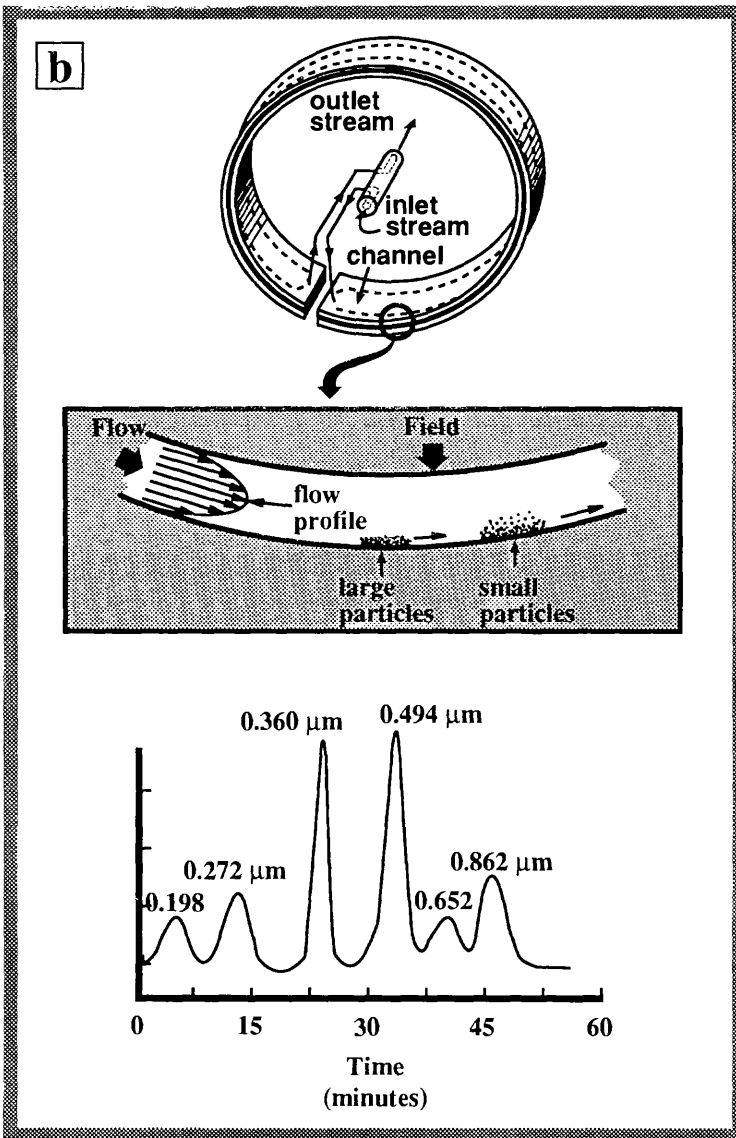 b
outlet
stream
inlet
stream
channel
Flow
Field
flow
profile
large
particles
small
particles
0.360 μm
0.494 μm
0.272 μm
0.862 μm
0.198
0.652
0
15
30
45
60
Time
(minutes)